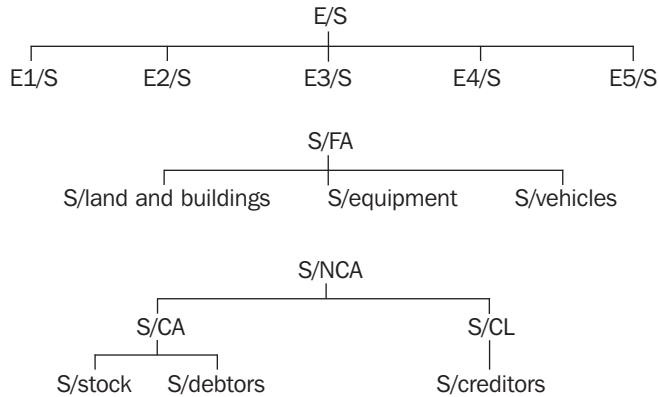 E/S
E1/S E2/S E3/S E4/S E5/S
S/FA
S/land and buildings S/equipment S/vehicles
S/NCA
S/CA S/CL
S/stock S/debtors S/creditors